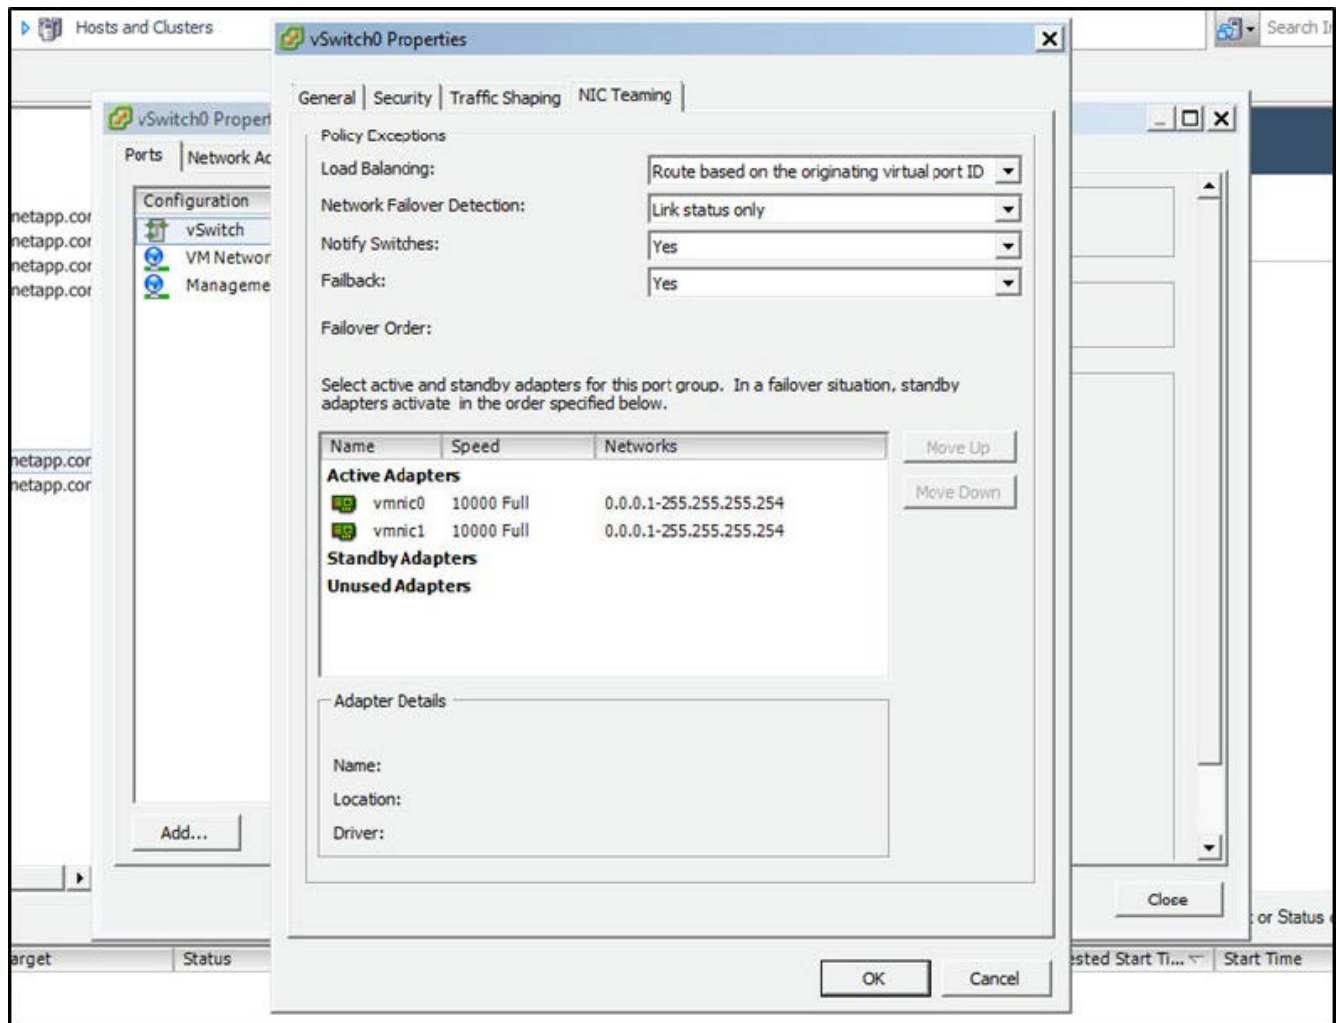 Hosts and Clusters
Search In
vSwitch0 Properties
General Security Traffic Shaping NIC Teaming
vSwitch0 Propert
Ports Network Ad
Configuration
vSwitch
VM Networ
Manageme
Add...
netapp.cor
netapp.cor
netapp.cor
netapp.cor
netapp.cor
netapp.cor
Policy Exceptions
Load Balancing: Route based on the originating virtual port ID
Network Failover Detection: Link status only
Notify Switches: Yes
Failback: Yes
Failover Order:
Select active and standby adapters for this port group. In a failover situation, standby
adapters activate in the order specified below.
Name Speed Networks
Active Adapters
vmnic0 10000 Full 0.0.0.1-255.255.255.254
vmnic1 10000 Full 0.0.0.1-255.255.255.254
Standby Adapters
Unused Adapters
Move Up
Move Down
Adapter Details
Name:
Location:
Driver:
Close
or Status
OK Cancel
arget Status
ested Start Ti... Start Time